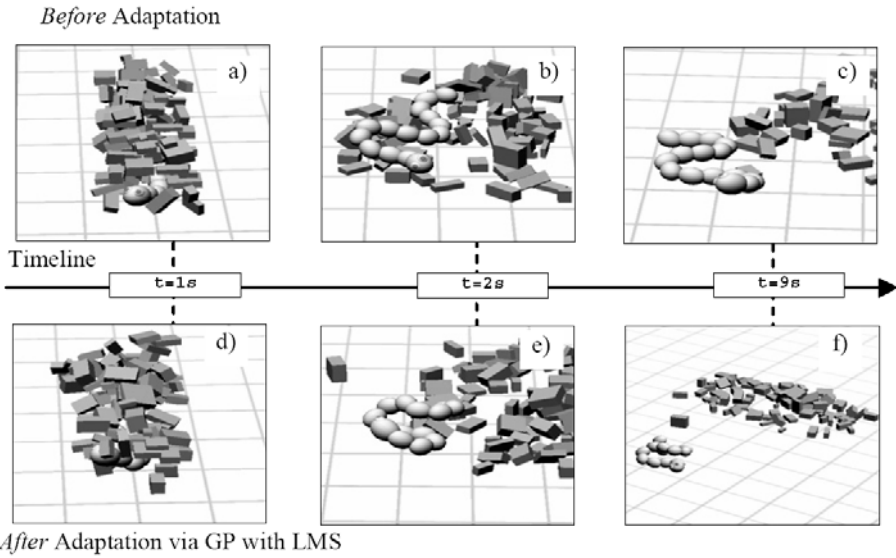 Before Adaptation
a)
b)
c)
Timeline
t=1s
t=2s
t=9s
d)
e)
f)
After Adaptation via GP with LMS